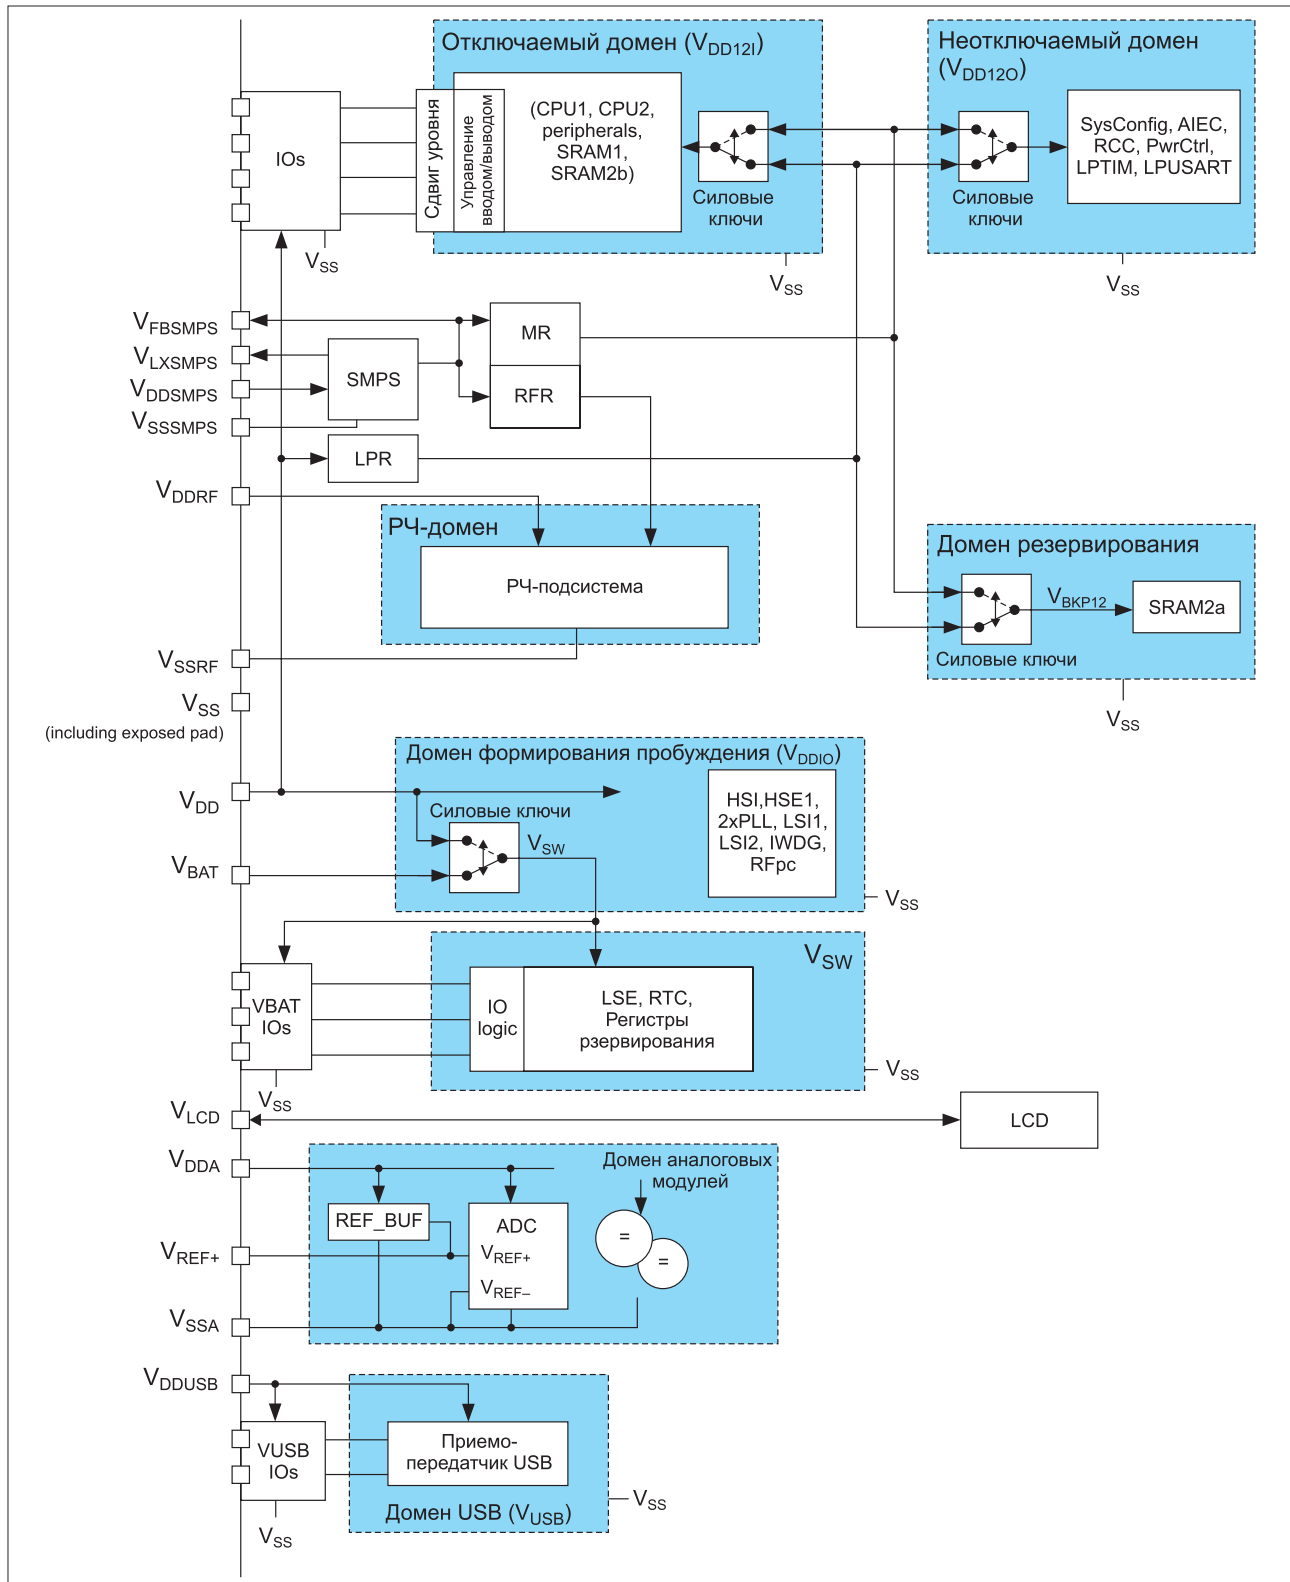 Отключаемый домен (VDD12I)
Неотключаемый домен
(VDD12O)
IOs
Сдвиг уровня
Управление
вводом/выводом
(CPU1, CPU2,
peripherals,
SRAM1,
SRAM2b)
Силовые
ключи
Силовые
ключи
SysConfig, AIEC,
RCC, PwrCtrl,
LPTIM, LPUSART
VSS
VSS
VSS
VFBSMPS
VLXSMPS
VDDSMPS
VSSSMPS
SMPS
MR
RFR
LPR
VDDRF
РЧ-домен
РЧ-подсистема
VSSRF
Домен резервирования
VBKP12
SRAM2a
Силовые ключи
VSS
VSS
(including exposed pad)
Домен формирования пробуждения (VDDIO)
VDD
Силовые ключи
VSW
VBAT
HSI,HSE1,
2xPLL, LSI1,
LSI2, IWDG,
RFpc
VSS
VSW
VBAT
IOs
IO
logic
LSE, RTC,
Регистры
рзервирования
VSS
VSS
VLCD
LCD
VDDA
Домен аналоговых
модулей
REF_BUF
ADC
VREF+
VREF–
=
=
VREF+
VSSA
VDDUSB
VUSB
IOs
Приемо-
передатчик USB
Домен USB (VUSB)
VSS
VSS